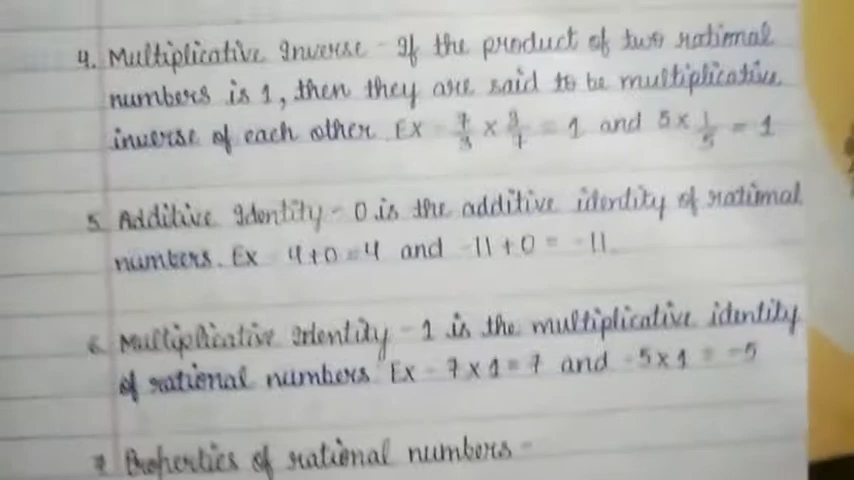 4. Multiplicative Inverse - If the product of two rational
numbers is 1, then they are said to be multiplicative
inverse of each other. Ex - 7/3 × 3/7 = 1 and 5 × 1/5 = 1
5. Additive Identity - 0 is the additive identity of rational
numbers. Ex - 4+0=4 and -11+0 = -11.
6. Multiplicative Identity - 1 is the multiplicative identity
of rational numbers Ex - 7×1=7 and -5×1 = -5
7. Properties of rational numbers -